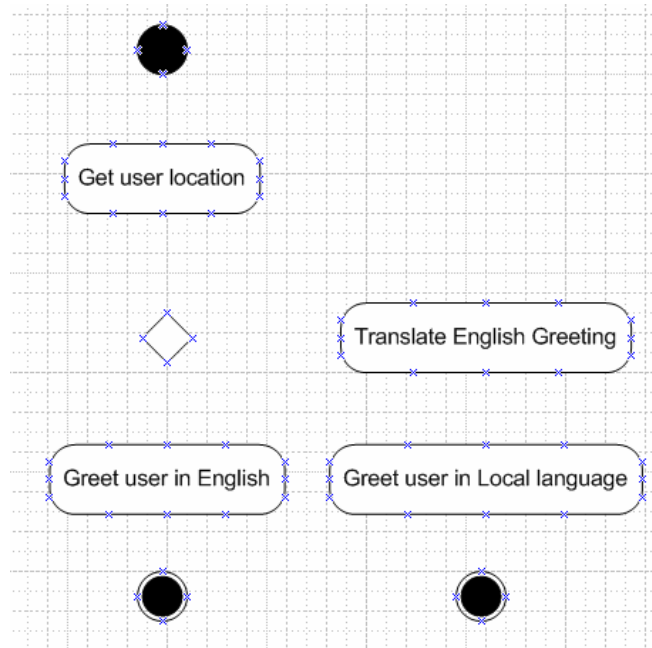 Get user location
Translate English Greeting
Greet user in English
Greet user in Local language